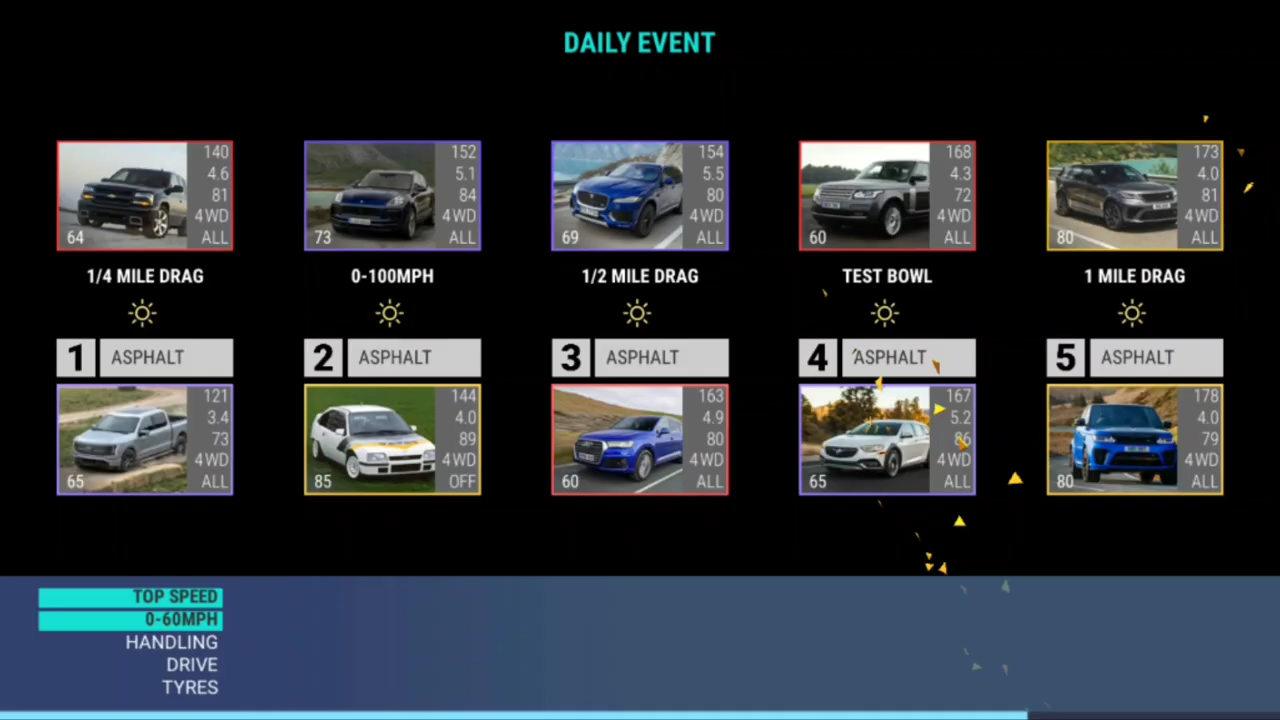 DAILY EVENT
140 4.6 81 4WD ALL 64
152 5.1 84 4WD ALL 73
154 5.5 80 4WD ALL 69
168 4.3 72 4WD ALL 60
173 4.0 81 4WD ALL 80
1/4 MILE DRAG
0-100MPH
1/2 MILE DRAG
TEST BOWL
1 MILE DRAG
1 ASPHALT
2 ASPHALT
3 ASPHALT
4 ASPHALT
5 ASPHALT
121 3.4 73 4WD ALL 65
144 4.0 89 4WD OFF 85
163 4.9 80 4WD ALL 60
167 5.2 86 4WD ALL 65
178 4.0 79 4WD ALL 80
TOP SPEED
0-60MPH
HANDLING
DRIVE
TYRES